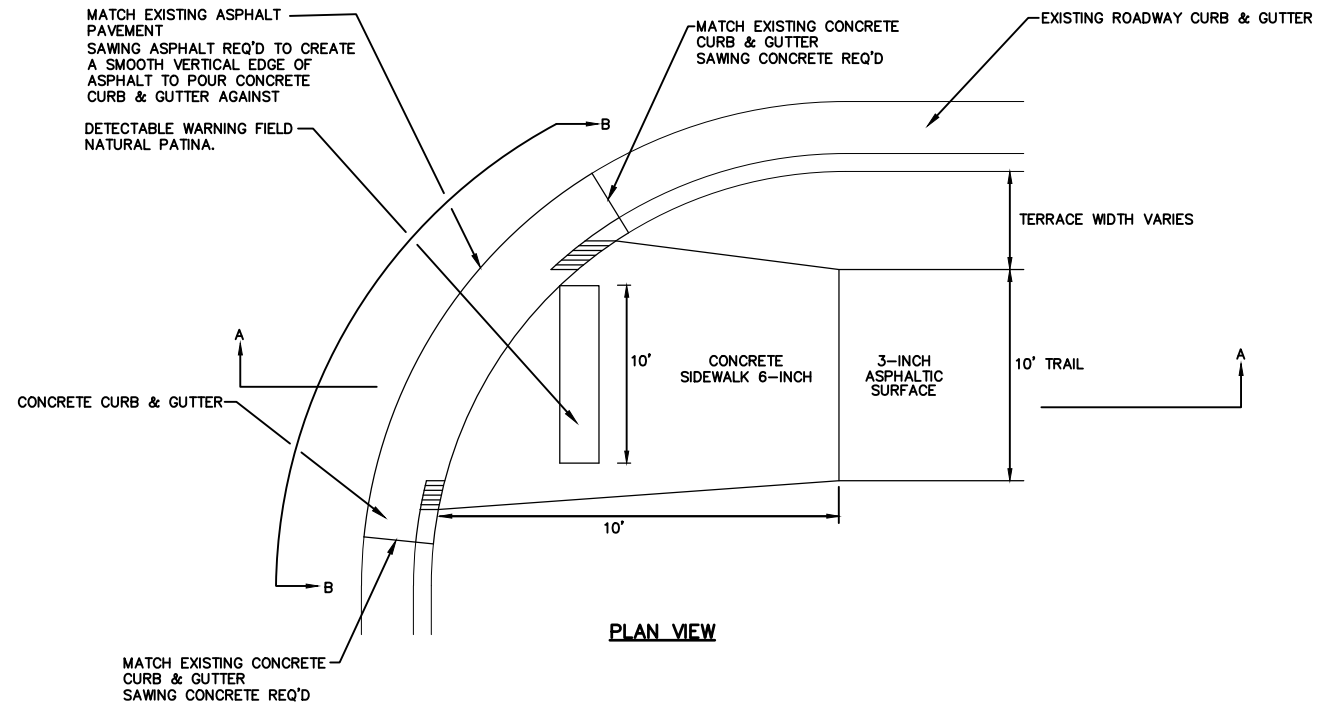 MATCH EXISTING ASPHALT
PAVEMENT
SAWING ASPHALT REQ'D TO CREATE
A SMOOTH VERTICAL EDGE OF
ASPHALT TO POUR CONCRETE
CURB & GUTTER AGAINST
DETECTABLE WARNING FIELD
NATURAL PATINA.
MATCH EXISTING CONCRETE
CURB & GUTTER
SAWING CONCRETE REQ'D
EXISTING ROADWAY CURB & GUTTER
B
TERRACE WIDTH VARIES
A
10'
CONCRETE
SIDEWALK 6-INCH
3-INCH
ASPHALTIC
SURFACE
10' TRAIL
A
CONCRETE CURB & GUTTER
10'
B
PLAN VIEW
MATCH EXISTING CONCRETE
CURB & GUTTER
SAWING CONCRETE REQ'D